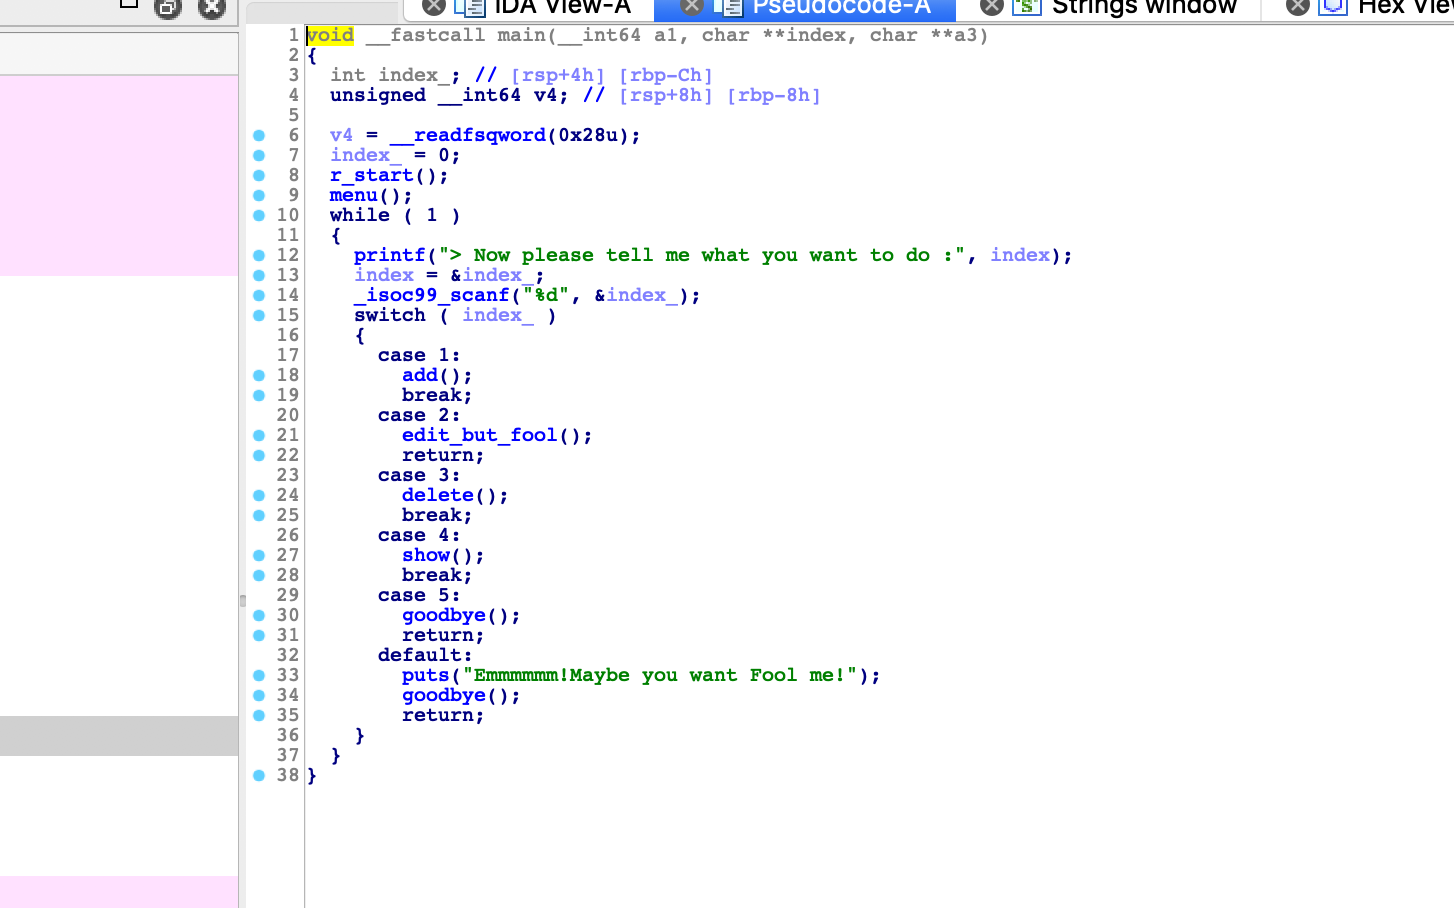 IDA View-A Pseudocode-A Strings window Hex
1 void __fastcall main(__int64 a1, char **index, char **a3)
2 {
3   int index_; // [rsp+4h] [rbp-Ch]
4   unsigned __int64 v4; // [rsp+8h] [rbp-8h]
5
6   v4 = __readfsqword(0x28u);
7   index_ = 0;
8   r_start();
9   menu();
10   while ( 1 )
11   {
12     printf("> Now please tell me what you want to do :", index);
13     index = &index_;
14     _isoc99_scanf("%d", &index_);
15     switch ( index_ )
16     {
17       case 1:
18         add();
19         break;
20       case 2:
21         edit_but_fool();
22         return;
23       case 3:
24         delete();
25         break;
26       case 4:
27         show();
28         break;
29       case 5:
30         goodbye();
31         return;
32       default:
33         puts("Emmmmmm!Maybe you want Fool me!");
34         goodbye();
35         return;
36     }
37   }
38 }